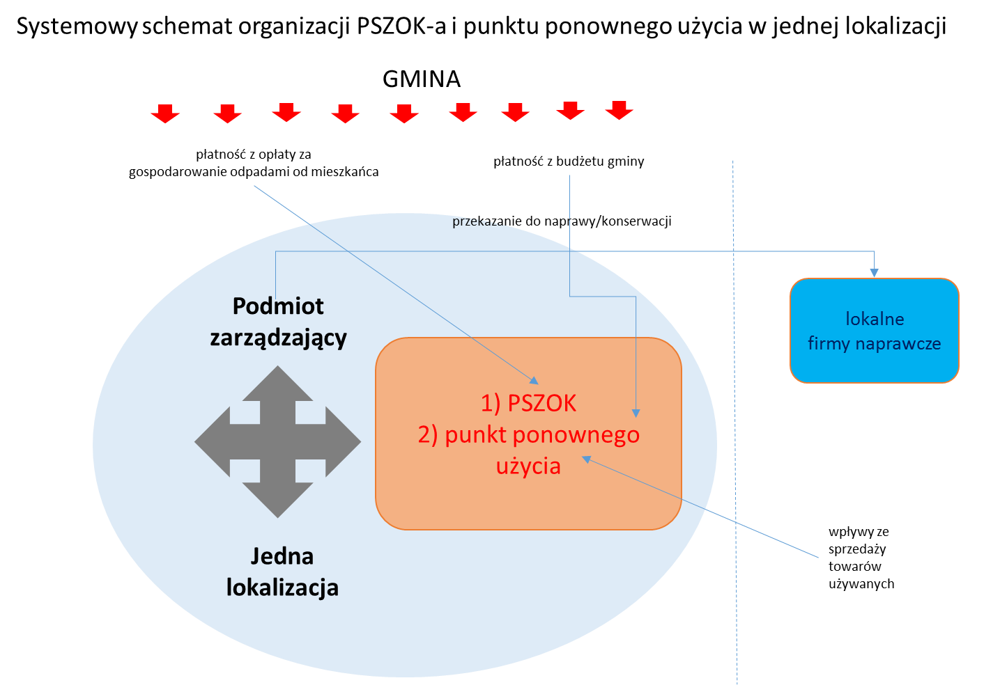 Systemowy schemat organizacji PSZOK-a i punktu ponownego użycia w jednej lokalizacji
GMINA
płatność z opłaty za
gospodarowanie odpadami od mieszkańca
płatność z budżetu gminy
przekazanie do naprawy/konserwacji
Podmiot
zarządzający
lokalne
firmy naprawcze
1) PSZOK
2) punkt ponownego
użycia
Jedna
lokalizacja
wpływy ze
sprzedaży
towarów
używanych